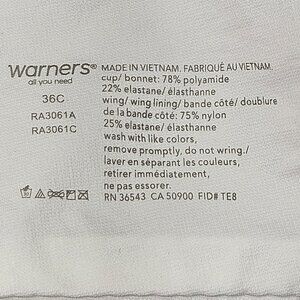 warners®
all you need
36C
RA3061A
RA3061C
MADE IN VIETNAM. FABRIQUÉ AU VIETNAM.
cup/ bonnet: 78% polyamide
22% elastane/ élasthanne
wing/ wing lining/ bande côté/ doublure
de la bande côté: 75% nylon
25% elastane/ élasthanne
wash with like colors,
remove promptly, do not wring./
laver en séparant les couleurs,
retirer immédiatement,
ne pas essorer.
RN 36543 CA 50900 FID# TE8